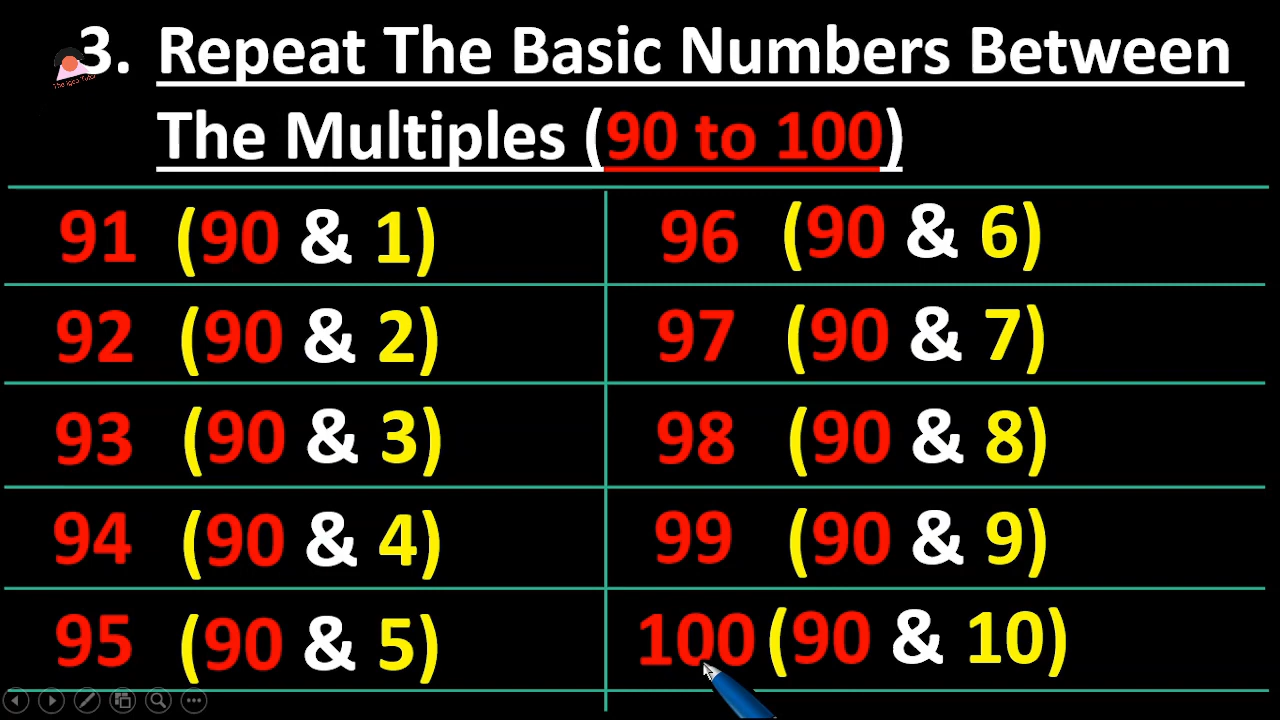 3. Repeat The Basic Numbers Between
The Multiples (90 to 100)
91 (90 & 1)
92 (90 & 2)
93 (90 & 3)
94 (90 & 4)
95 (90 & 5)
96 (90 & 6)
97 (90 & 7)
98 (90 & 8)
99 (90 & 9)
100 (90 & 10)